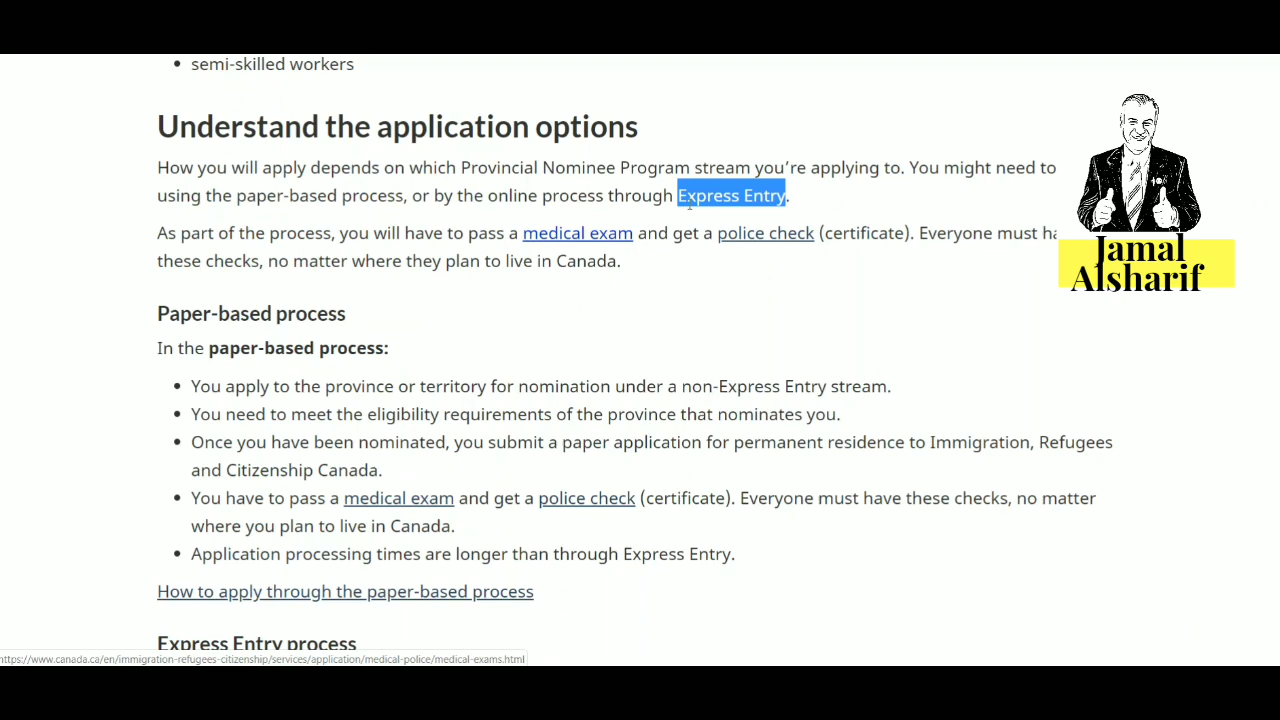 semi-skilled workers
Understand the application options
How you will apply depends on which Provincial Nominee Program stream you're applying to. You might need to
using the paper-based process, or by the online process through Express Entry.
As part of the process, you will have to pass a medical exam and get a police check (certificate). Everyone must ha
these checks, no matter where they plan to live in Canada.
Jamal
Alsharif
Paper-based process
In the paper-based process:
You apply to the province or territory for nomination under a non-Express Entry stream.
You need to meet the eligibility requirements of the province that nominates you.
Once you have been nominated, you submit a paper application for permanent residence to Immigration, Refugees
and Citizenship Canada.
You have to pass a medical exam and get a police check (certificate). Everyone must have these checks, no matter
where you plan to live in Canada.
Application processing times are longer than through Express Entry.
How to apply through the paper-based process
Express Entry process
https://www.canada.ca/en/immigration-refugees-citizenship/services/application/medical-police/medical-exams.html